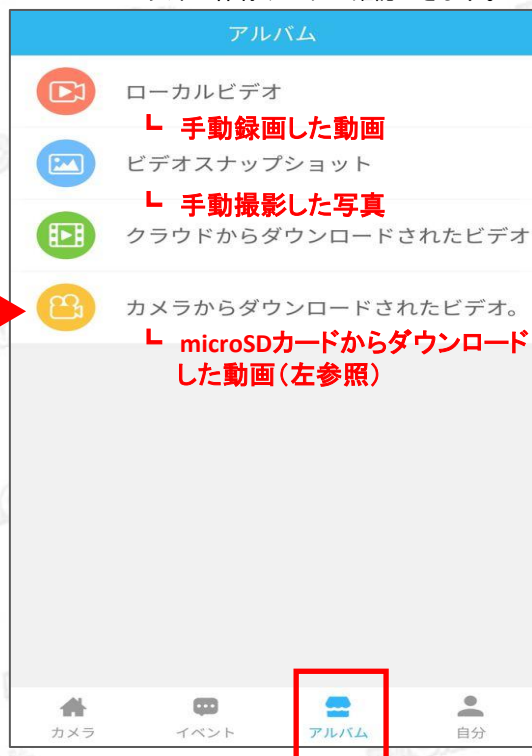 アルバム
ローカルビデオ
┗ 手動録画した動画
ビデオスナップショット
┗ 手動撮影した写真
クラウドからダウンロードされたビデオ
カメラからダウンロードされたビデオ。
┗ microSDカードからダウンロード
した動画（左参照）
カメラ
イベント
アルバム
自分